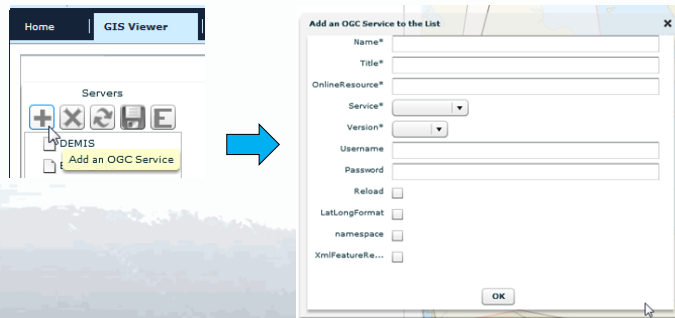 Home
GIS Viewer
Servers
E
DEMIS
Add an OGC Service
Add an OGC Service to the List
Name*
Title*
OnlineResource*
Service*
Version*
Username
Password
Reload
LatLongFormat
namespace
XmlFeatureRe...
OK